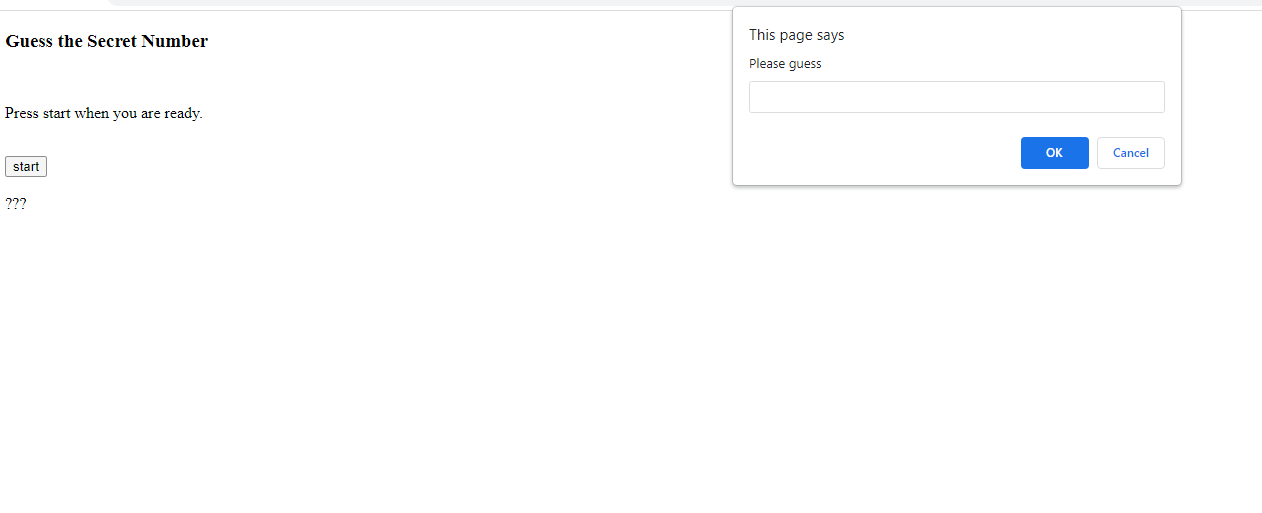 Guess the Secret Number
Press start when you are ready.
start
???
This page says
Please guess
OK
Cancel